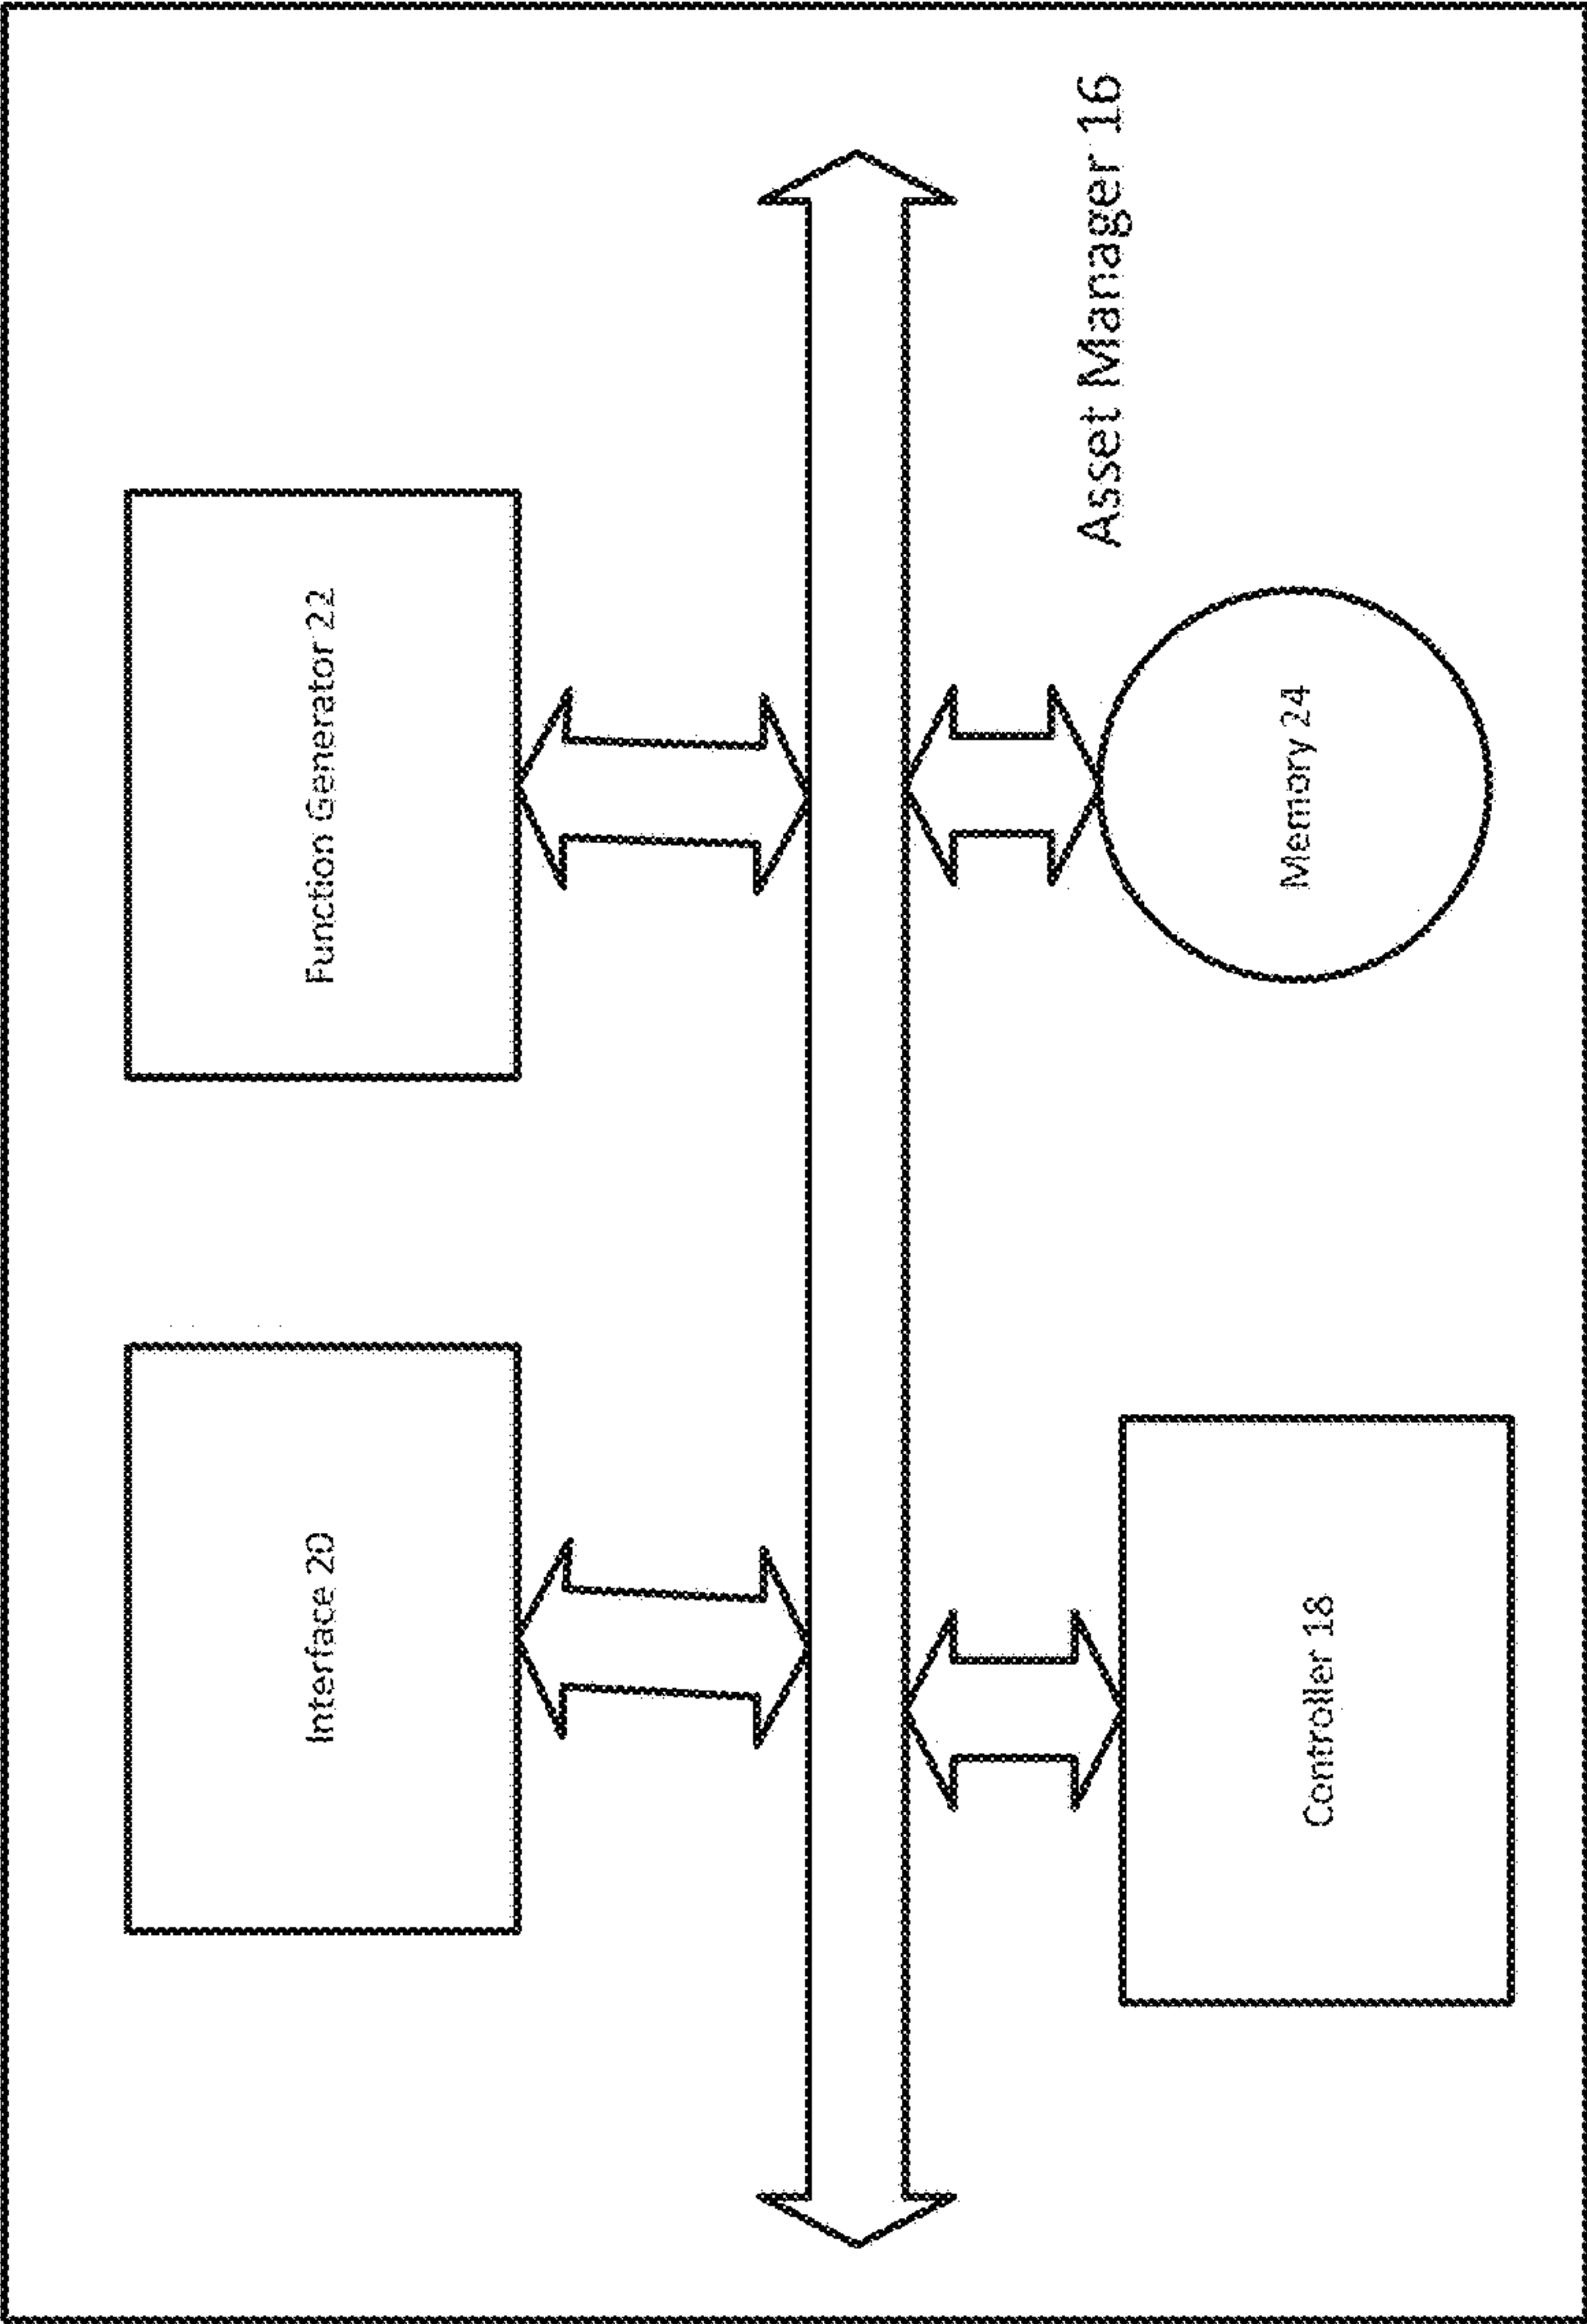 Interface 20
Function Generator 22
Asset Manager 16
Controller 18
Memory 24